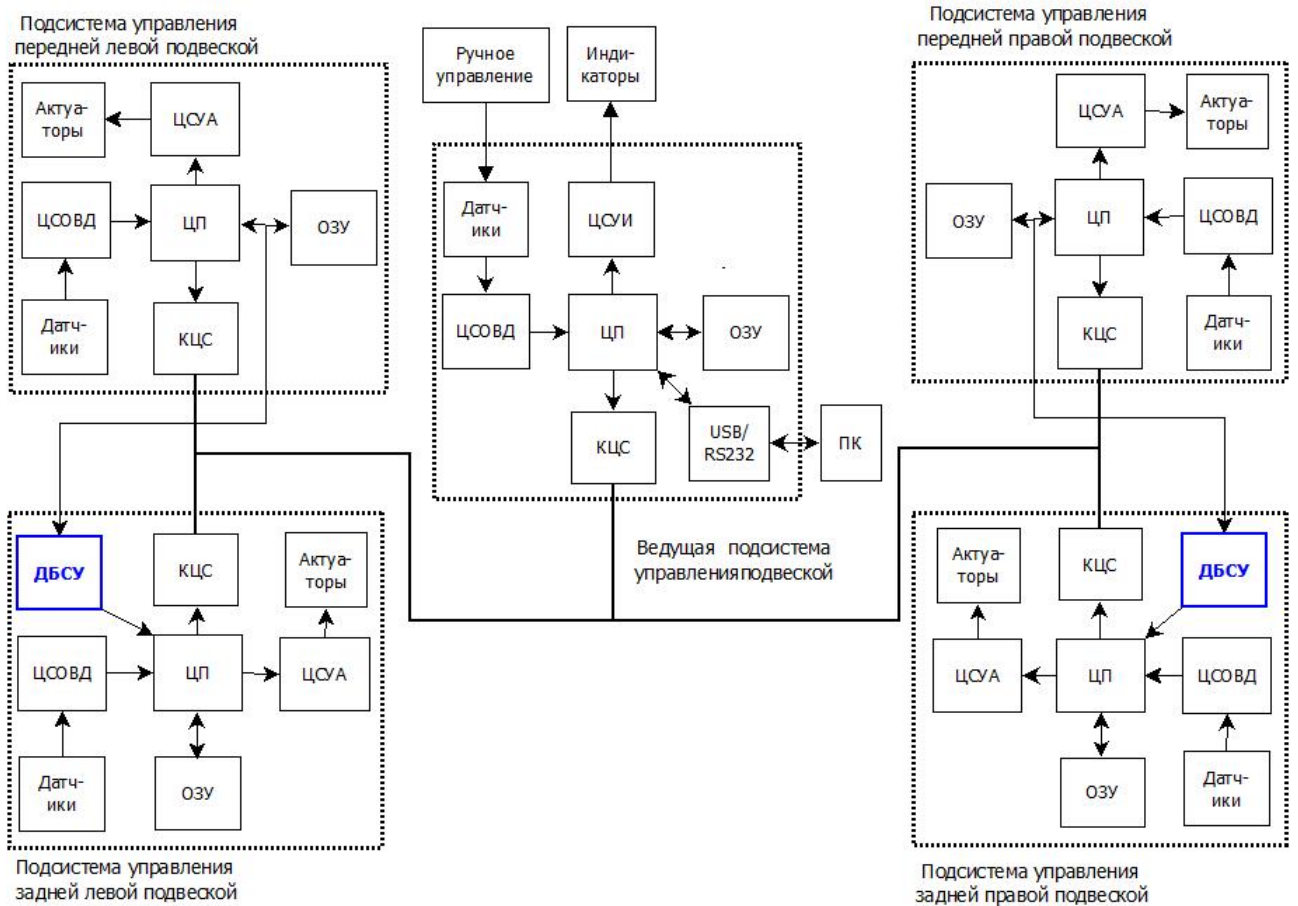 Подсистема управления
передней левой подвеской
Актуа-
торы
ЦСУА
ЦСОВД
ЦП
ОЗУ
Датч-
ики
КЦС
Ручное
управление
Инди-
каторы
Датч-
ики
ЦСУИ
ЦСОВД
ЦП
ОЗУ
КЦС
USB/
RS232
ПК
Ведущая подсистема
управленияподвеской
Подсистема управления
передней правой подвеской
ЦСУА
Актуа-
торы
ОЗУ
ЦП
ЦСОВД
КЦС
Датч-
ики
ДБСУ
КЦС
Актуа-
торы
ЦСОВД
ЦП
ЦСУА
Датч-
ики
ОЗУ
Подсистема управления
задней левой подвеской
Актуа-
торы
КЦС
ДБСУ
ЦСУА
ЦП
ЦСОВД
ОЗУ
Датч-
ики
Подсистема управления
задней правой подвеской